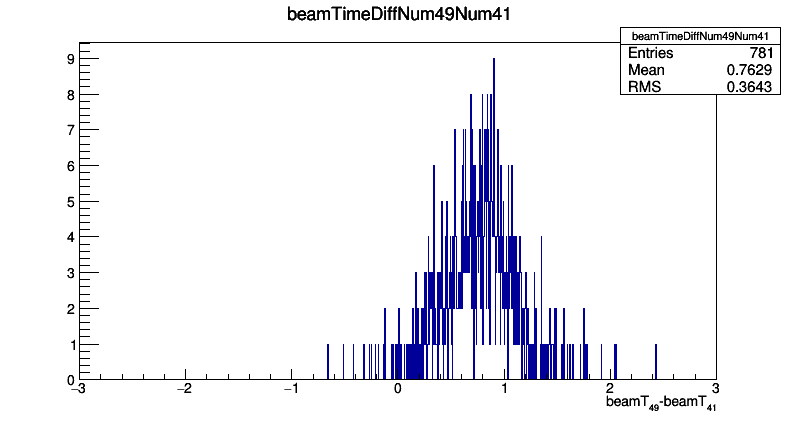 beamTimeDiffNum49Num41
beamTimeDiffNum49Num41
Entries 781
Mean 0.7629
RMS 0.3643
9
8
7
6
5
4
3
2
1
0
−3 −2 −1 0 1 2 3
beamT49-beamT41